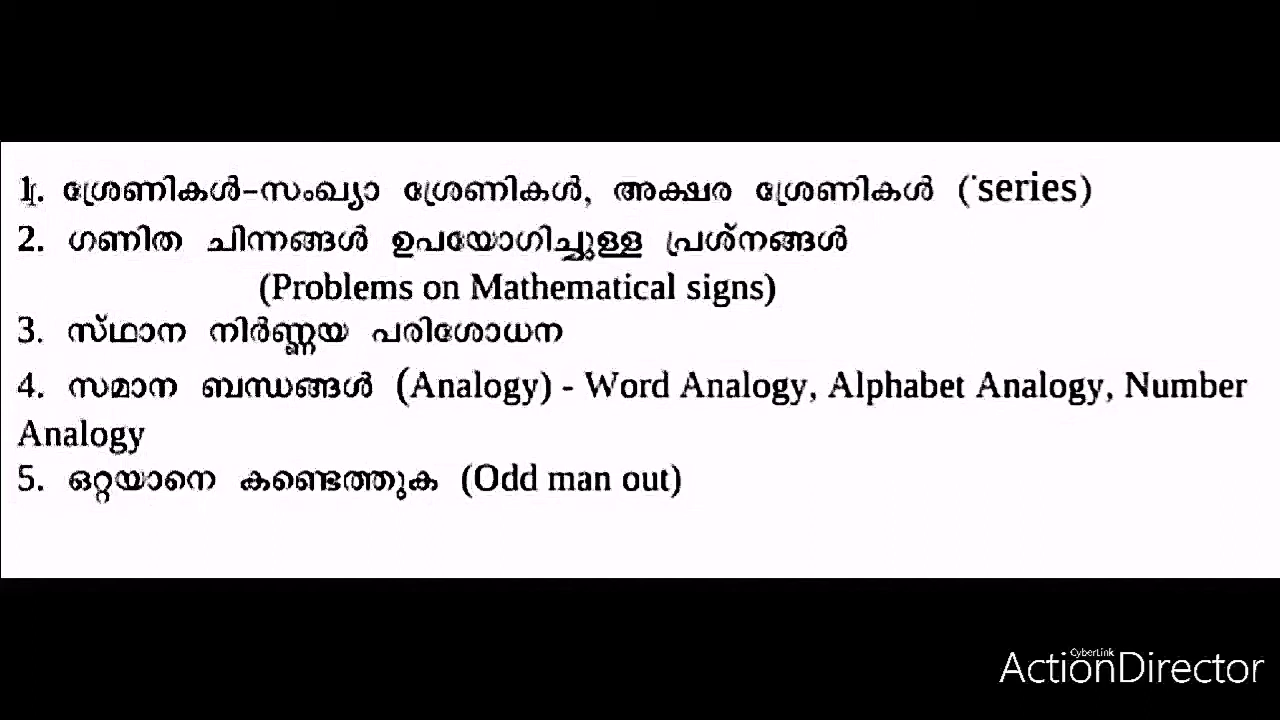 1. ശ്രേണികൾ-സംഖ്യാ ശ്രേണികൾ, അക്ഷര ശ്രേണികൾ (series)
2. ഗണിത ചിന്നങ്ങൾ ഉപയോഗിച്ചുള്ള പ്രശ്നങ്ങൾ
(Problems on Mathematical signs)
3. സ്ഥാന നിർണ്ണയ പരിശോധന
4. സമാന ബന്ധങ്ങൾ (Analogy) - Word Analogy, Alphabet Analogy, Number
Analogy
5. ഒറ്റയാനെ കണ്ടെത്തുക (Odd man out)
CyberLink
ActionDirector